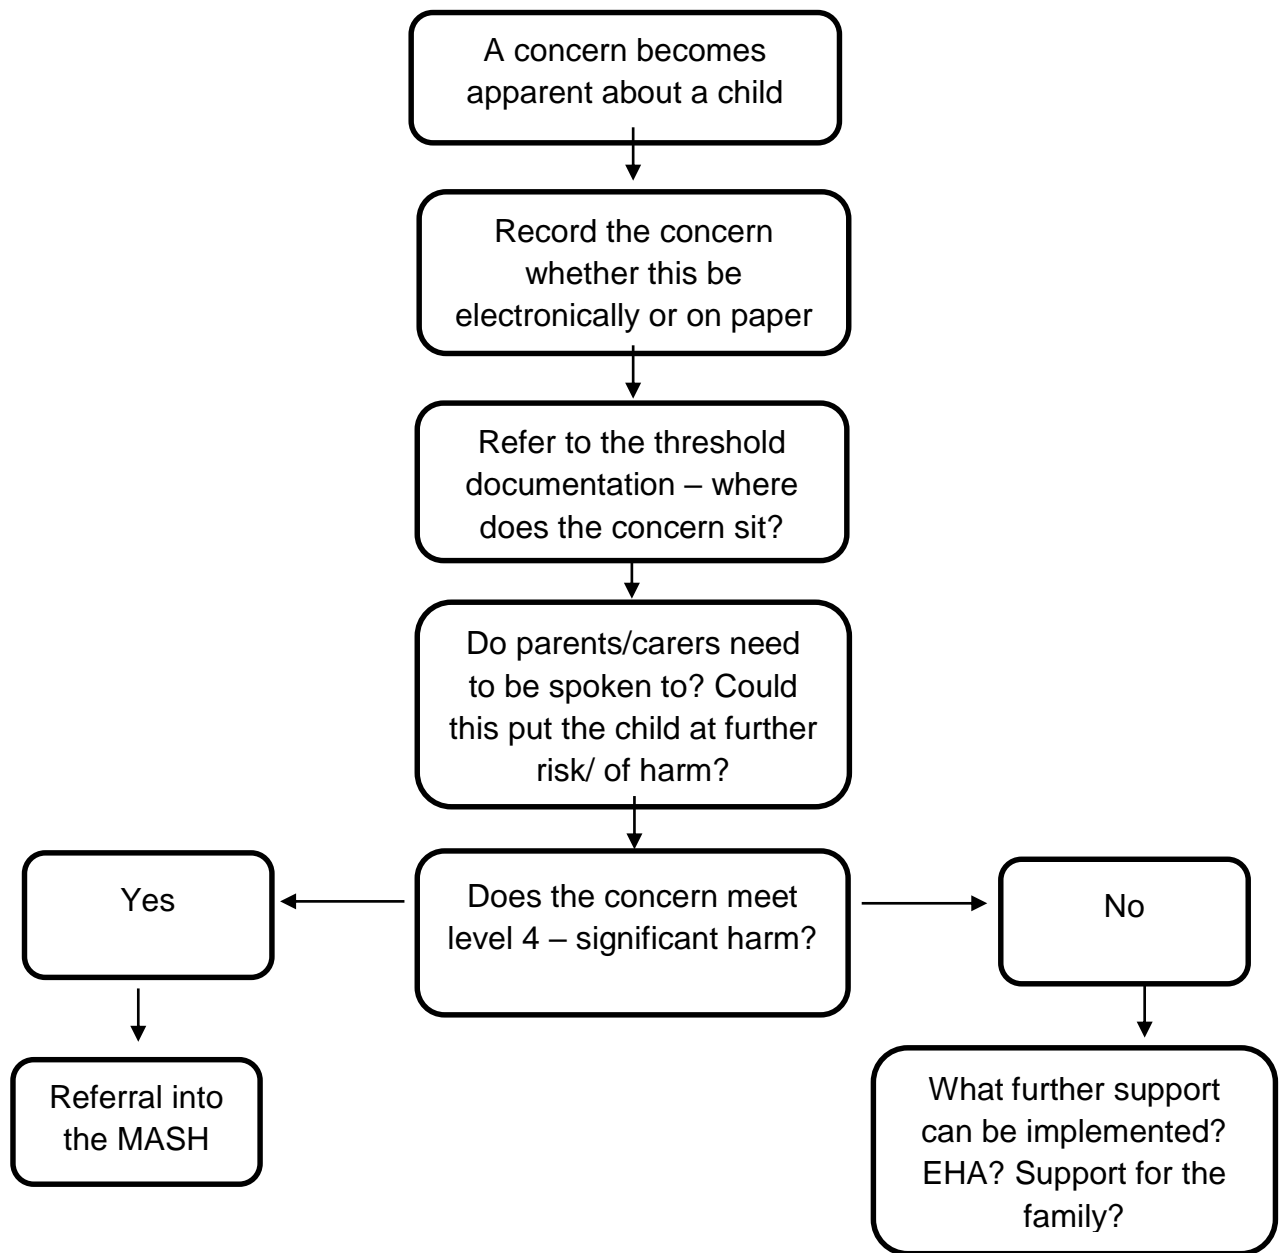 A concern becomes
apparent about a child
Record the concern
whether this be
electronically or on paper
Refer to the threshold
documentation – where
does the concern sit?
Do parents/carers need
to be spoken to? Could
this put the child at further
risk/ of harm?
Does the concern meet
level 4 – significant harm?
Yes
No
Referral into
the MASH
What further support
can be implemented?
EHA? Support for the
family?